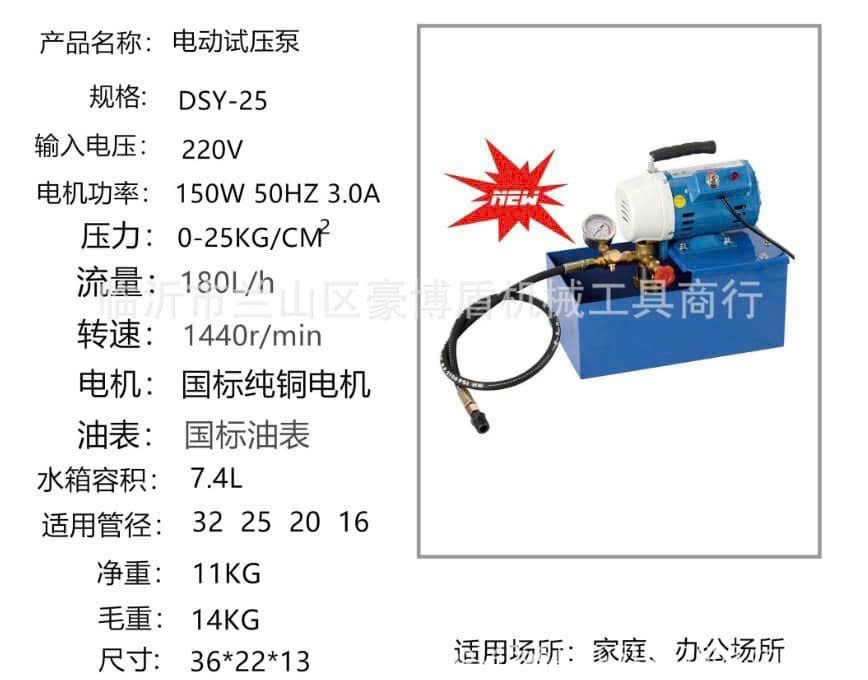 产品名称： 电动试压泵
规格： DSY-25
输入电压： 220V
电机功率： 150W 50HZ 3.0A
压力： 0-25KG/CM²
流量： 180L/h
临沂市兰山区豪博盾机械工具商行
转速： 1440r/min
电机： 国标纯铜电机
油表： 国标油表
水箱容积： 7.4L
适用管径： 32 25 20 16
净重： 11KG
毛重： 14KG
尺寸： 36*22*13
NEW
适用场所：家庭、办公场所